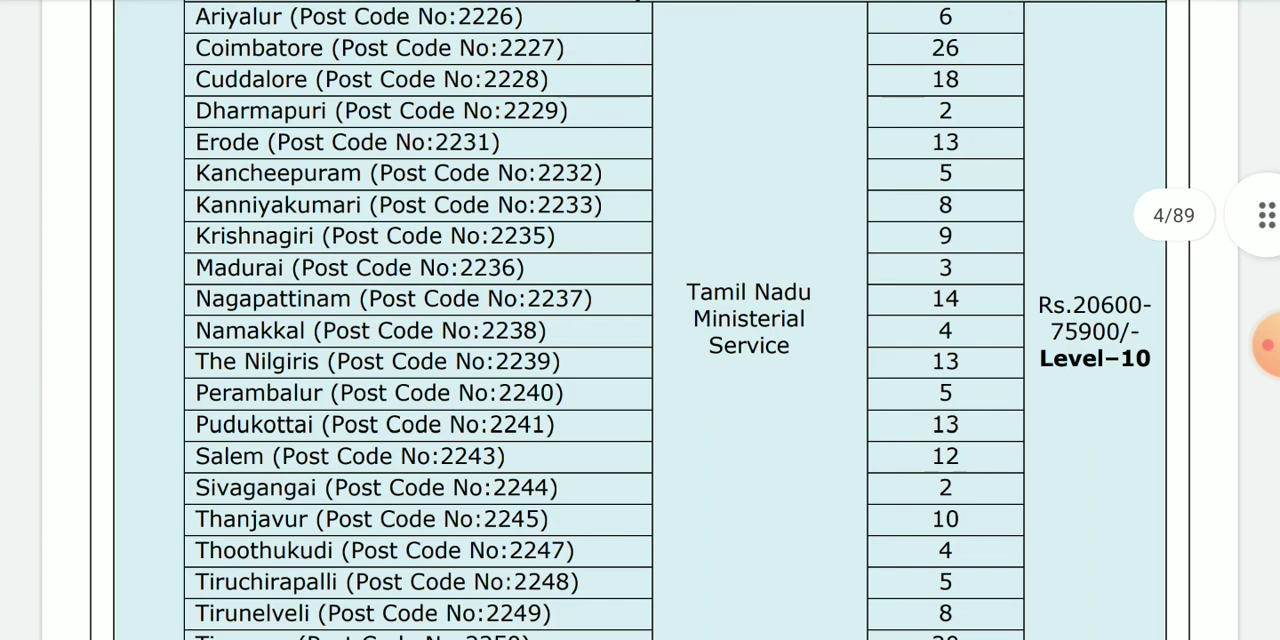 Ariyalur (Post Code No:2226) 6
Coimbatore (Post Code No:2227) 26
Cuddalore (Post Code No:2228) 18
Dharmapuri (Post Code No:2229) 2
Erode (Post Code No:2231) 13
Kancheepuram (Post Code No:2232) 5
Kanniyakumari (Post Code No:2233) 8
Krishnagiri (Post Code No:2235) 9
Madurai (Post Code No:2236) 3
Nagapattinam (Post Code No:2237) 14
Namakkal (Post Code No:2238) 4
The Nilgiris (Post Code No:2239) 13
Perambalur (Post Code No:2240) 5
Pudukottai (Post Code No:2241) 13
Salem (Post Code No:2243) 12
Sivagangai (Post Code No:2244) 2
Thanjavur (Post Code No:2245) 10
Thoothukudi (Post Code No:2247) 4
Tiruchirapalli (Post Code No:2248) 5
Tirunelveli (Post Code No:2249) 8
Tamil Nadu
Ministerial
Service
Rs.20600-
75900/-
Level–10
4/89